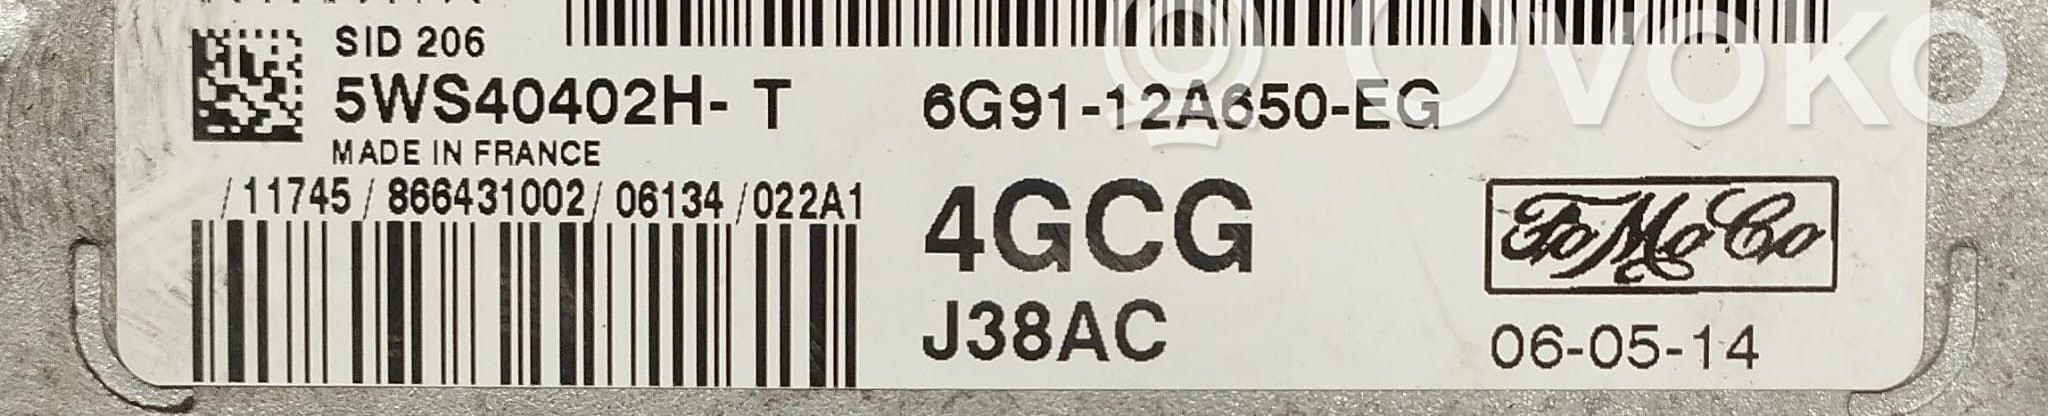 SID 206
5WS40402H- T 6G91-12A650-EG
MADE IN FRANCE
/11745/866431002/06134/022A1
4GCG
FoMoCo
J38AC
06-05-14
OVOKO